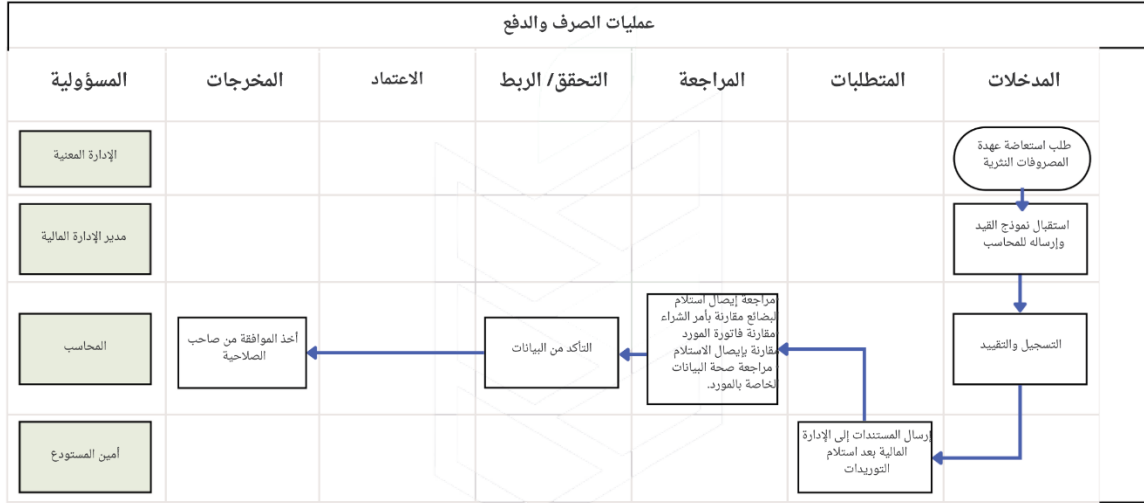 عمليات الصرف والدفع
المدخلات
المتطلبات
المراجعة
التحقق/ الربط
الاعتماد
المخرجات
المسؤولية
طلب استعاضة عهدة
المصروفات النثرية
الإدارة المعنية
استقبال نموذج القيد
وإرساله للمحاسب
مدير الإدارة المالية
التسجيل والتقييد
مراجعة إيصال استلام
لبضائع مقارنة بأمر الشراء
مقارنة فاتورة المورد
مقارنة بإيصال الاستلام
مراجعة صحة البيانات
لخاصة بالمورد.
التأكد من البيانات
أخذ الموافقة من صاحب
الصلاحية
المحاسب
إرسال المستندات إلى الإدارة
المالية بعد استلام
التوريدات
أمين المستودع